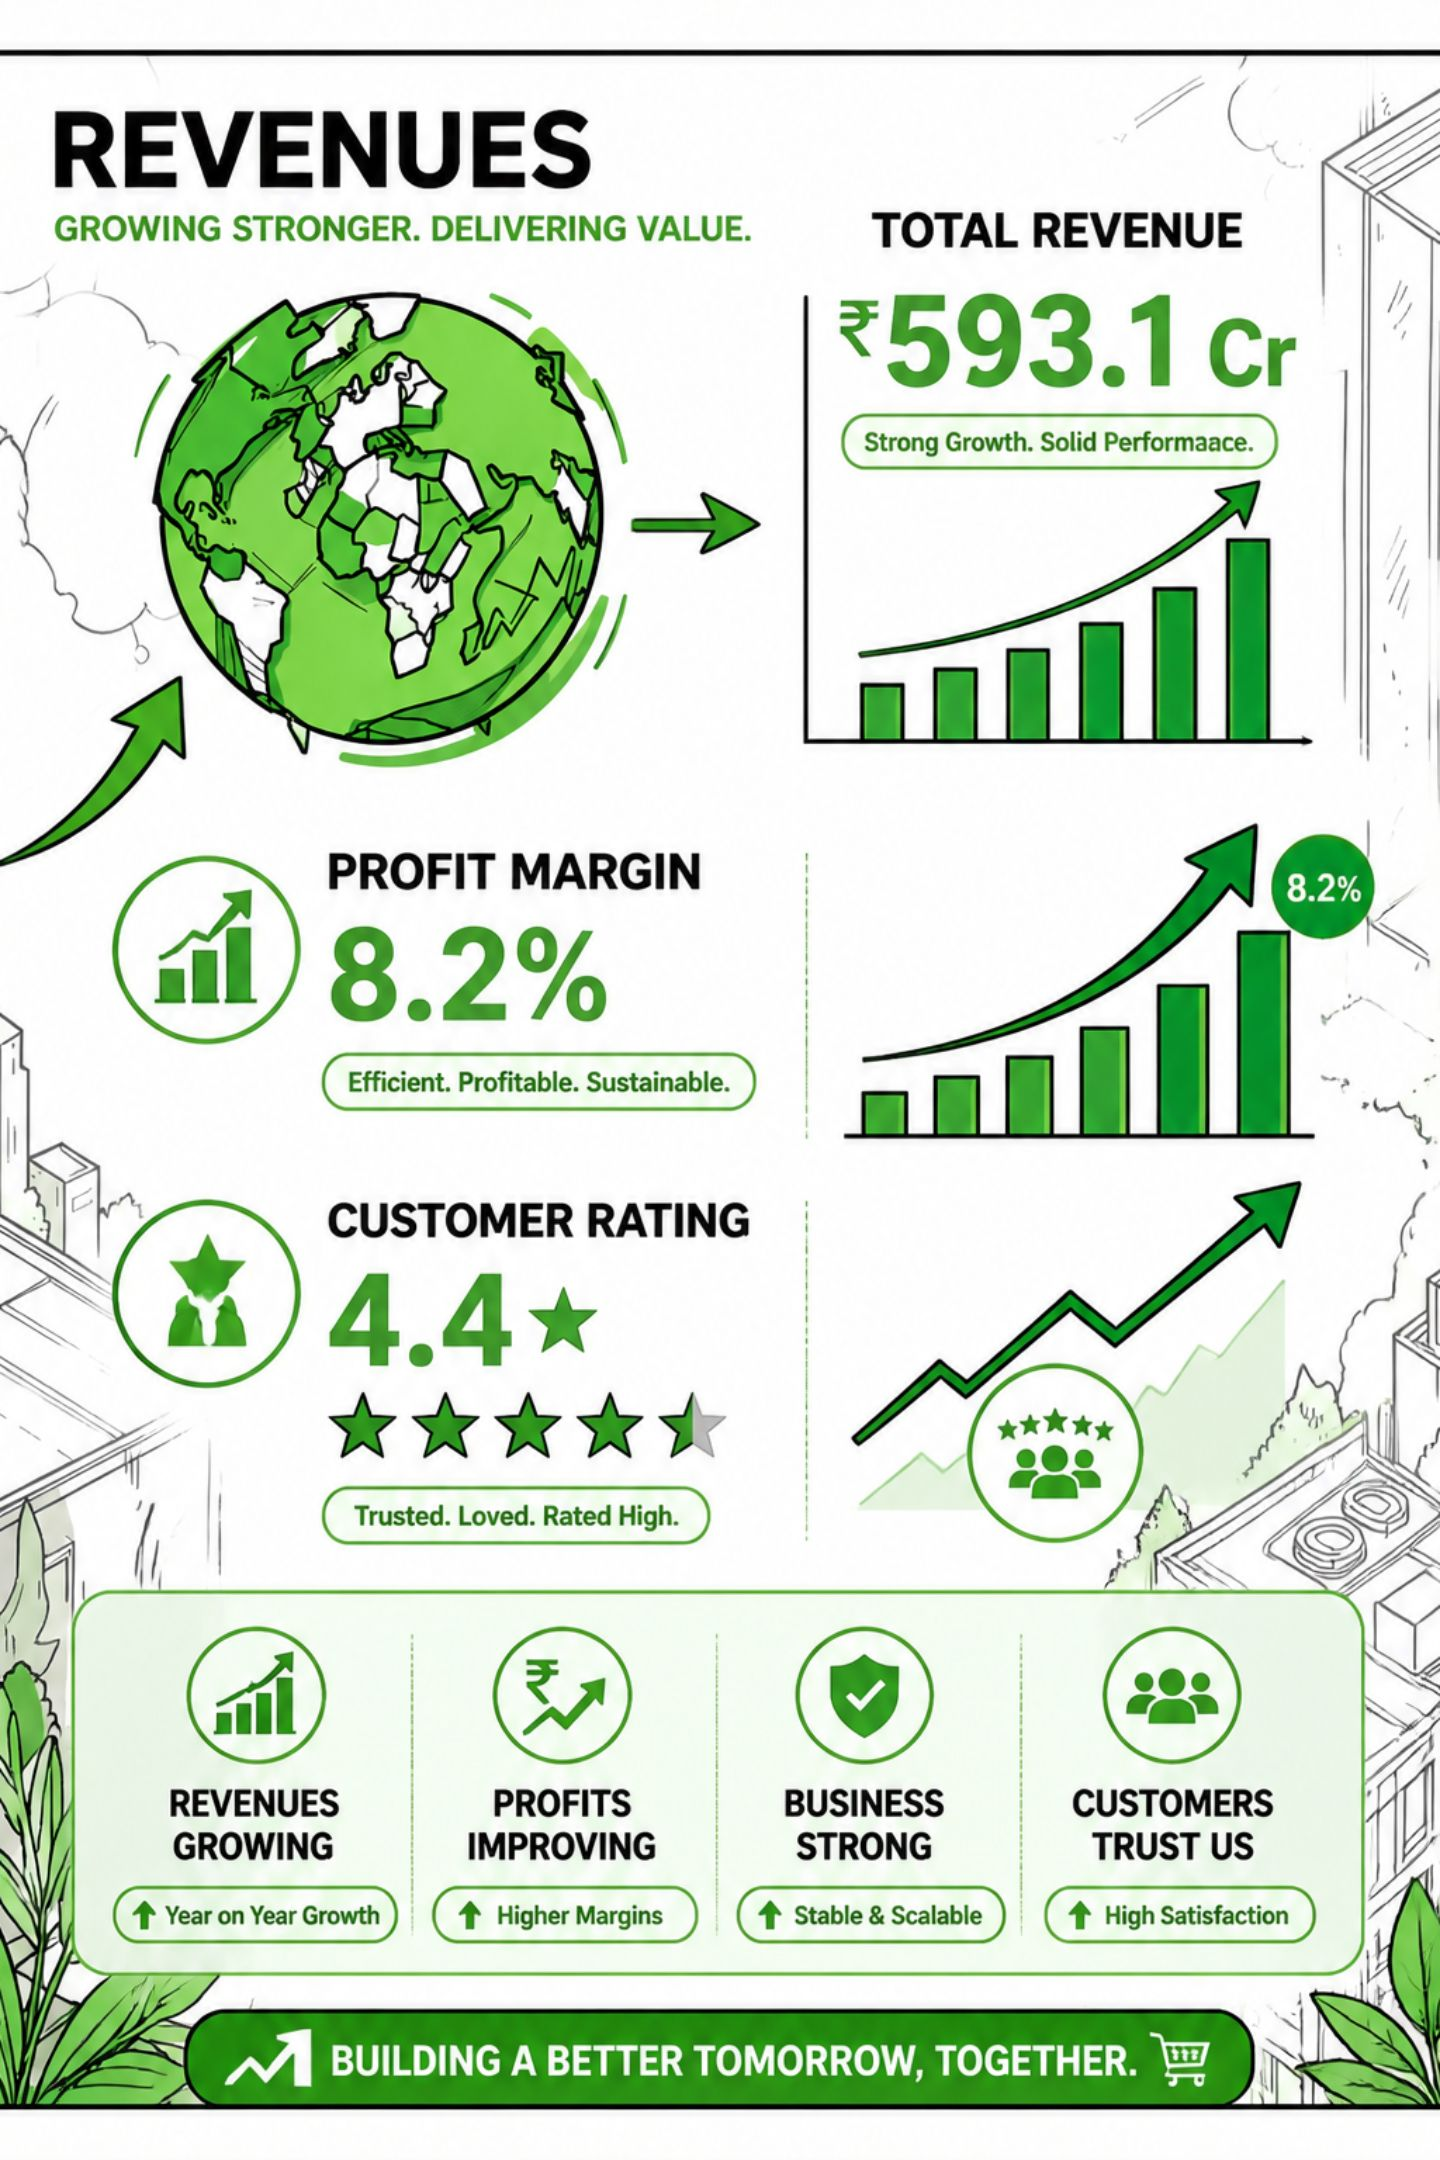 REVENUES
GROWING STRONGER. DELIVERING VALUE.
TOTAL REVENUE
₹593.1 Cr
Strong Growth. Solid Performaace.
PROFIT MARGIN
8.2%
Efficient. Profitable. Sustainable.
8.2%
CUSTOMER RATING
4.4★
Trusted. Loved. Rated High.
₹
REVENUES
GROWING
PROFITS
IMPROVING
BUSINESS
STRONG
CUSTOMERS
TRUST US
Year on Year Growth
Higher Margins
Stable & Scalable
High Satisfaction
BUILDING A BETTER TOMORROW, TOGETHER.